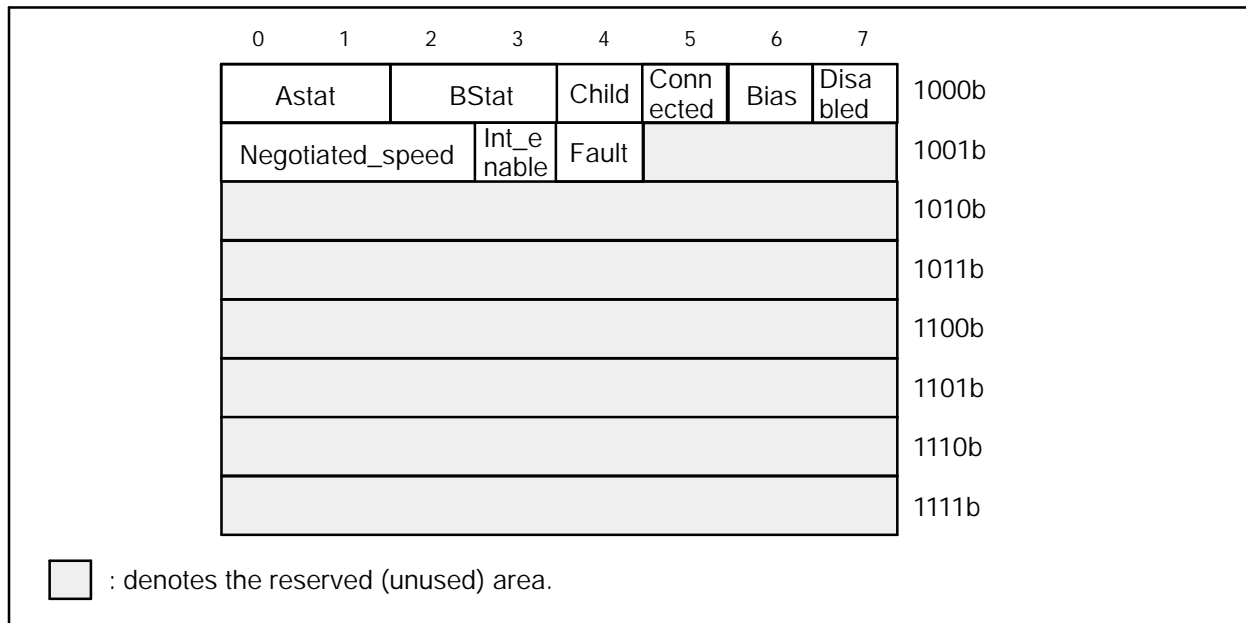 0 1 2 3 4 5 6 7
Astat BStat Child Conn
ected Bias Disa
bled 1000b
Negotiated_speed Int_e
nable Fault 1001b
1010b
1011b
1100b
1101b
1110b
1111b
: denotes the reserved (unused) area.